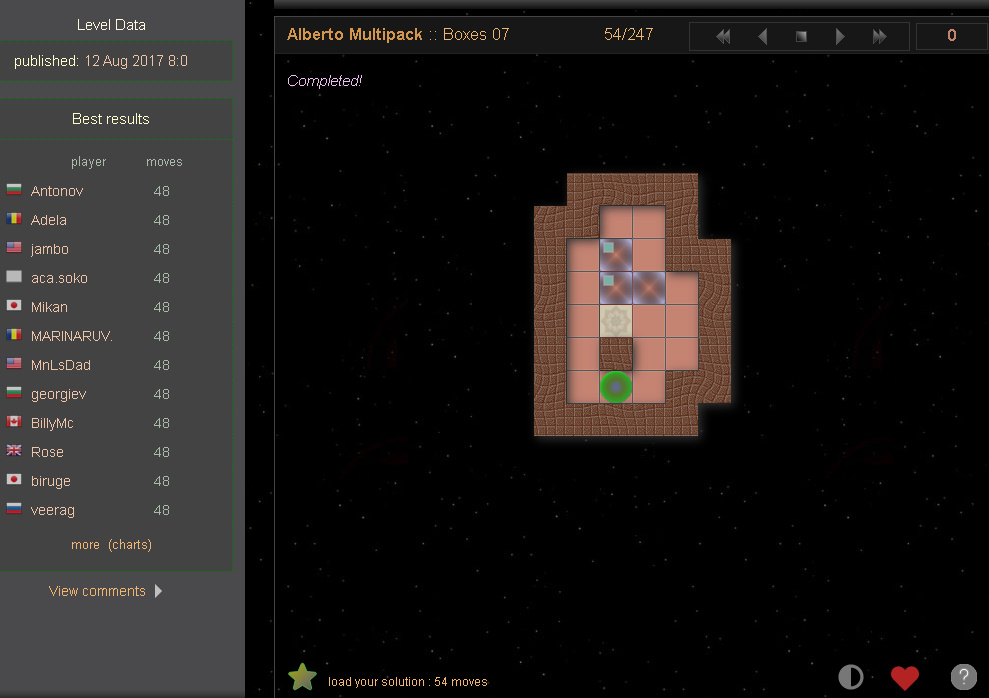 Level Data
published: 12 Aug 2017 8:0
Best results
player moves
Antonov 48
Adela 48
jambo 48
aca.soko 48
Mikan 48
MARINARUV. 48
MnLsDad 48
georgiev 48
BillyMc 48
Rose 48
biruge 48
veerag 48
more (charts)
View comments
Alberto Multipack :: Boxes 07 54/247 0
Completed!
load your solution : 54 moves
?